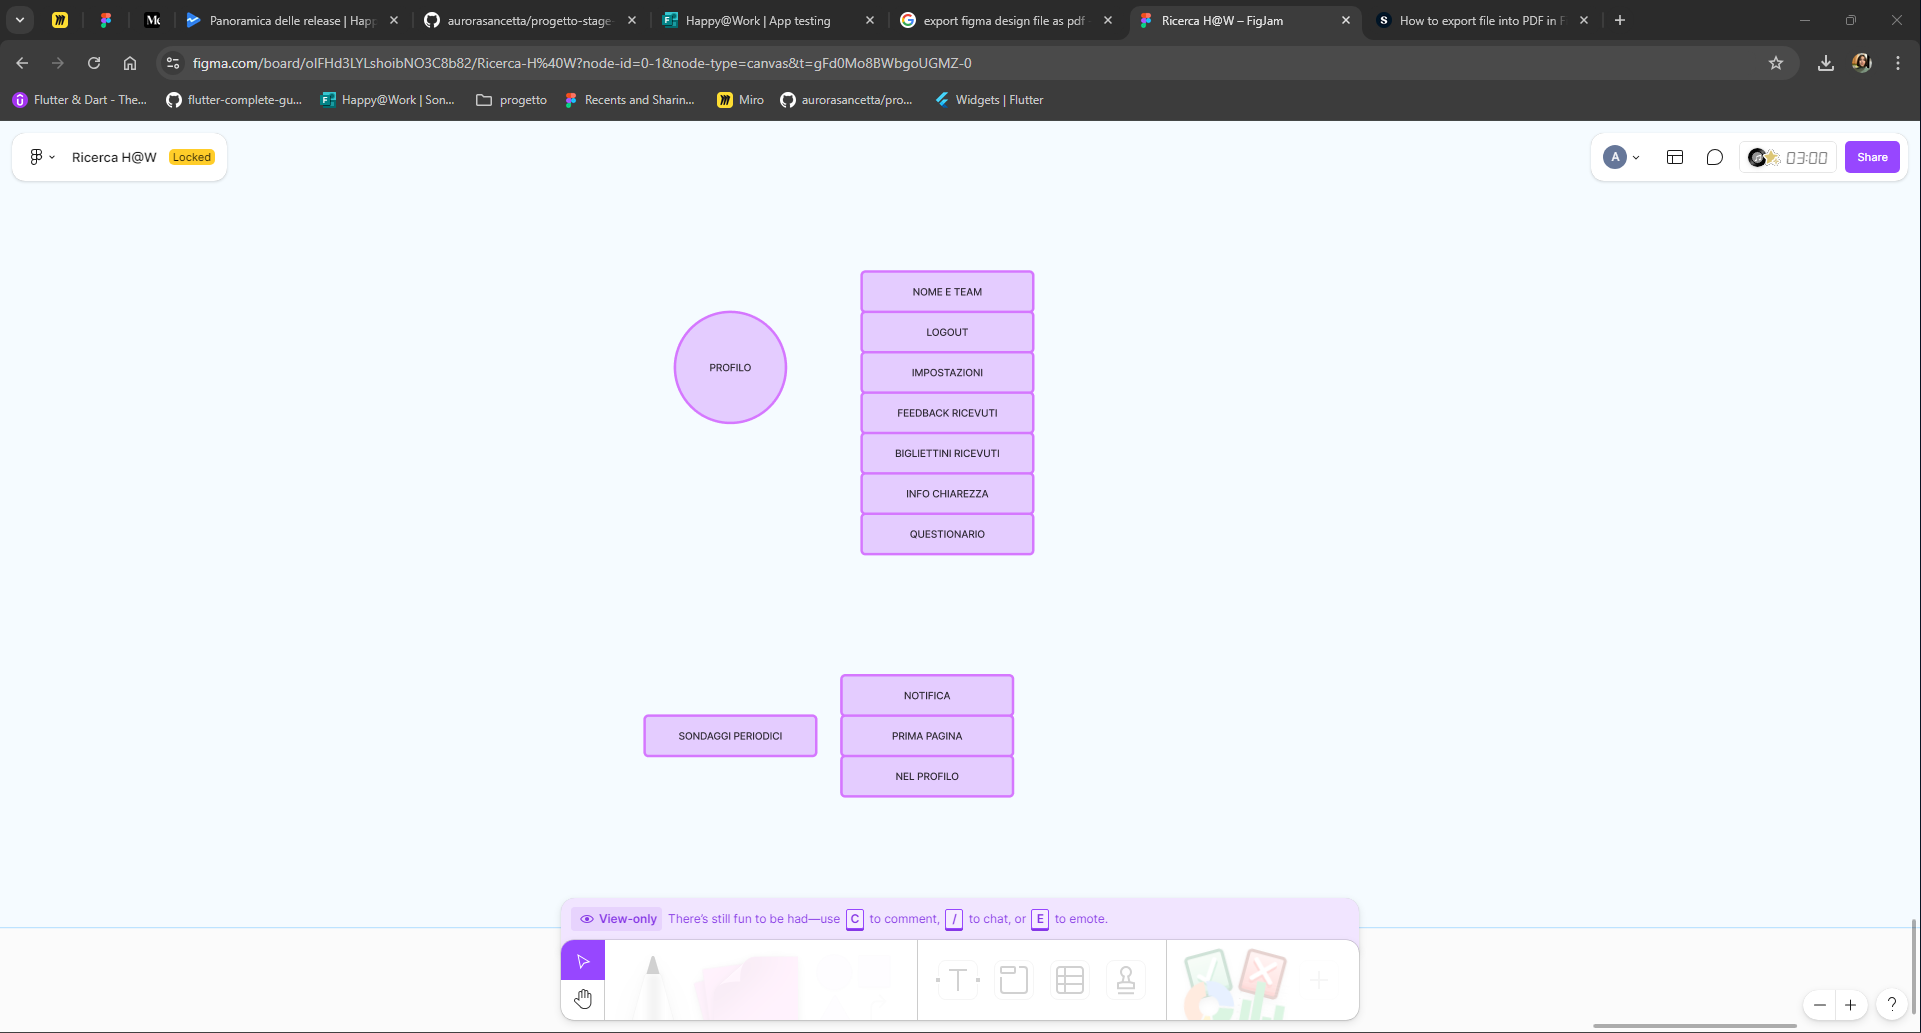 Panoramica delle release | Hap
aurorasancetta/progetto-stage-
Happy@Work | App testing
export figma design file as pdf -
Ricerca H@W – FigJam
How to export file into PDF in F
figma.com/board/oIFHd3LYLshoibNO3C8b82/Ricerca-H%40W?node-id=0-1&node-type=canvas&t=gFd0Mo8BWbgoUGMZ-0
Flutter & Dart - The...
flutter-complete-gu...
Happy@Work | Son...
progetto
Recents and Sharin...
Miro
aurorasancetta/pro...
Widgets | Flutter
Ricerca H@W
Locked
A
03:00
Share
NOME E TEAM
LOGOUT
PROFILO
IMPOSTAZIONI
FEEDBACK RICEVUTI
BIGLIETTINI RICEVUTI
INFO CHIAREZZA
QUESTIONARIO
NOTIFICA
SONDAGGI PERIODICI
PRIMA PAGINA
NEL PROFILO
View-only There's still fun to be had—use C to comment, / to chat, or E to emote.